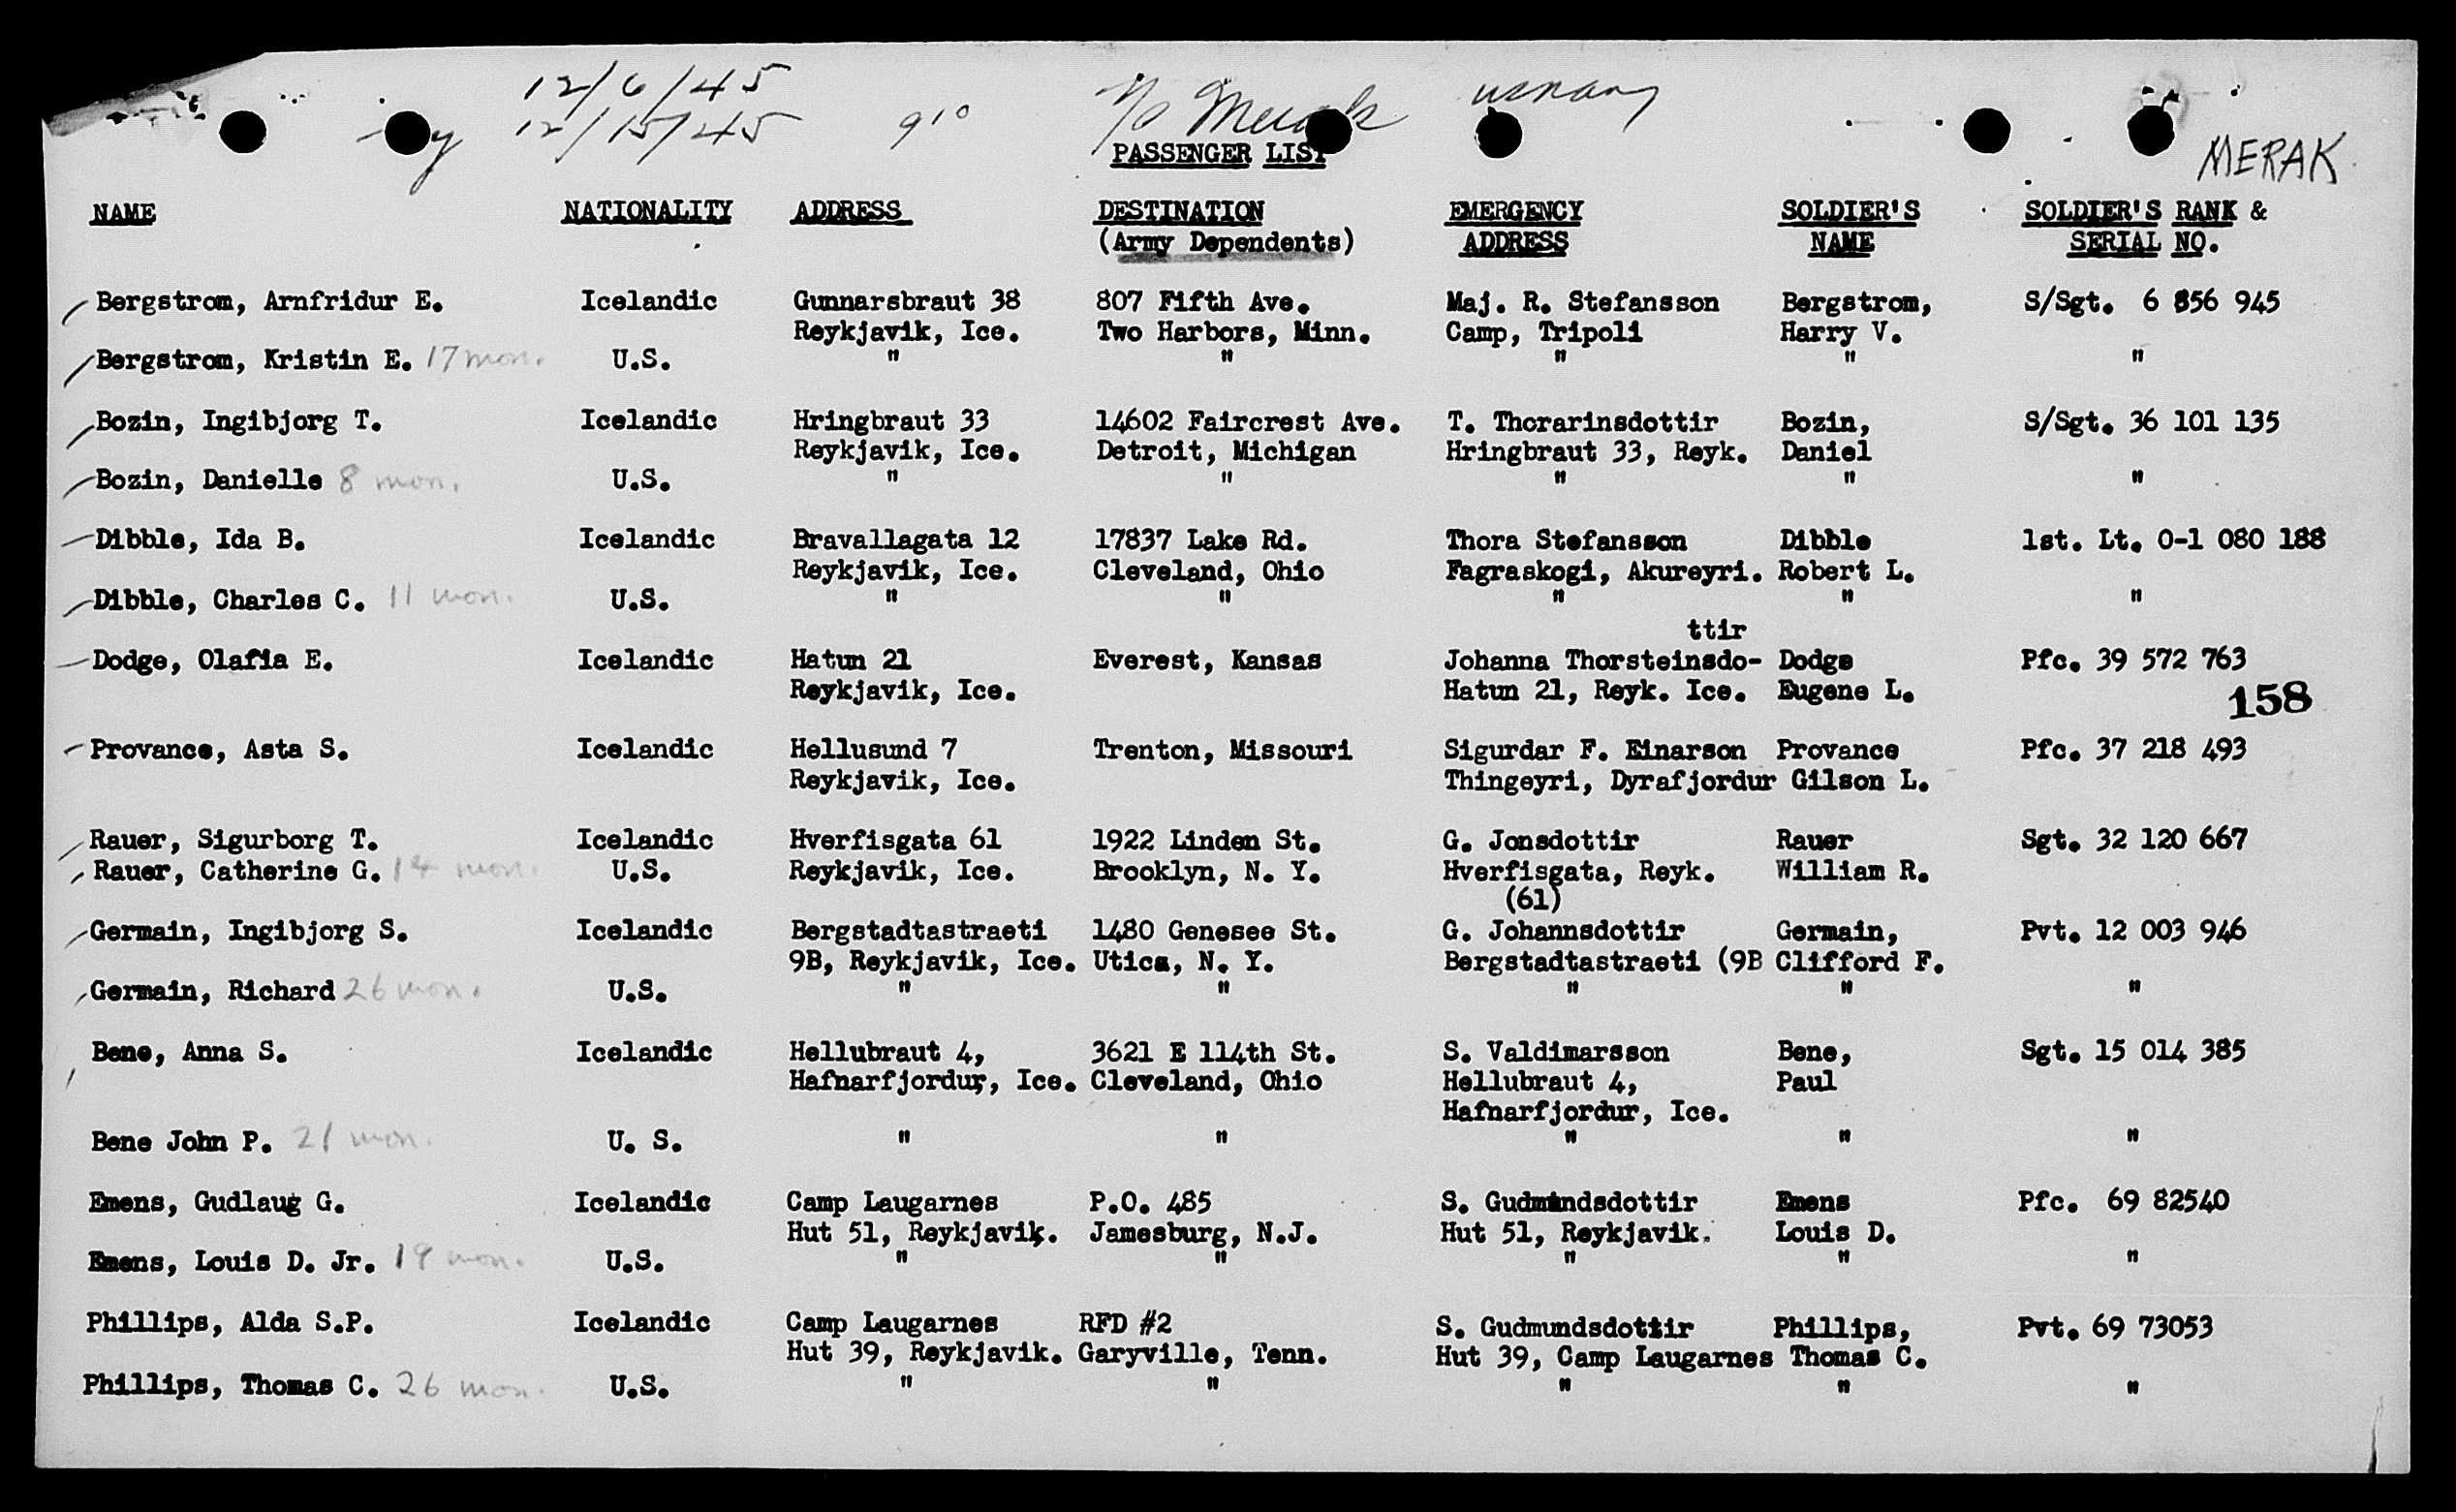 12/6/45
12/15/45 9 10 Merak
MERAK
PASSENGER LIST
NAME NATIONALITY ADDRESS DESTINATION EMERGENCY SOLDIER'S SOLDIER'S RANK &
(Army Dependents) ADDRESS NAME SERIAL NO.
Bergstrom, Arnfridur E. Icelandic Gunnarsbraut 38 807 Fifth Ave. Maj. R. Stefansson Bergstrom, S/Sgt. 6 856 945
Reykjavik, Ice. Two Harbors, Minn. Camp, Tripoli Harry V.
Bergstrom, Kristin E. 17 mon. U.S. " " " " "
Bozin, Ingibjorg T. Icelandic Hringbraut 33 14602 Faircrest Ave. T. Thorarinsdottir Bozin, S/Sgt. 36 101 135
Reykjavik, Ice. Detroit, Michigan Hringbraut 33, Reyk. Daniel
Bozin, Danielle 8 mon. U.S. " " " " "
Dibble, Ida B. Icelandic Bravallagata 12 17837 Lake Rd. Thora Stefansson Dibble 1st. Lt. O-1 080 188
Reykjavik, Ice. Cleveland, Ohio Fagraskogi, Akureyri. Robert L.
Dibble, Charles C. 11 mon. U.S. " " " " "
ttir
Dodge, Olafia E. Icelandic Hatun 21 Everest, Kansas Johanna Thorsteinsdo- Dodge Pfc. 39 572 763
Reykjavik, Ice. Hatun 21, Reyk. Ice. Eugene L.
158
Provance, Asta S. Icelandic Hellusund 7 Trenton, Missouri Sigurdar F. Einarson Provance Pfc. 37 218 493
Reykjavik, Ice. Thingeyri, Dyrafjordur Gilson L.
Rauer, Sigurborg T. Icelandic Hverfisgata 61 1922 Linden St. G. Jonsdottir Rauer Sgt. 32 120 667
Rauer, Catherine G. 14 mon. U.S. Reykjavik, Ice. Brooklyn, N. Y. Hverfisgata, Reyk. William R.
(61)
Germain, Ingibjorg S. Icelandic Bergstadtastraeti 1480 Genesee St. G. Johannsdottir Germain, Pvt. 12 003 946
9B, Reykjavik, Ice. Utica, N. Y. Bergstadtastraeti (9B Clifford F.
Germain, Richard 26 mon. U.S. " " " " "
Bene, Anna S. Icelandic Hellubraut 4, 3621 E 114th St. S. Valdimarsson Bene, Sgt. 15 014 385
Hafnarfjordur, Ice. Cleveland, Ohio Hellubraut 4, Paul
Hafnarfjordur, Ice.
Bene John P. 21 mon. U. S. " " " " "
Emens, Gudlaug G. Icelandic Camp Laugarnes P.O. 485 S. Gudmundsdottir Emens Pfc. 69 82540
Hut 51, Reykjavik. Jamesburg, N.J. Hut 51, Reykjavik. Louis D.
Emens, Louis D. Jr. 19 mon. U.S. " " " " "
Phillips, Alda S.P. Icelandic Camp Laugarnes RFD #2 S. Gudmundsdottir Phillips, Pvt. 69 73053
Hut 39, Reykjavik. Garyville, Tenn. Hut 39, Camp Laugarnes Thomas C.
Phillips, Thomas C. 26 mon. U.S. " " " " "